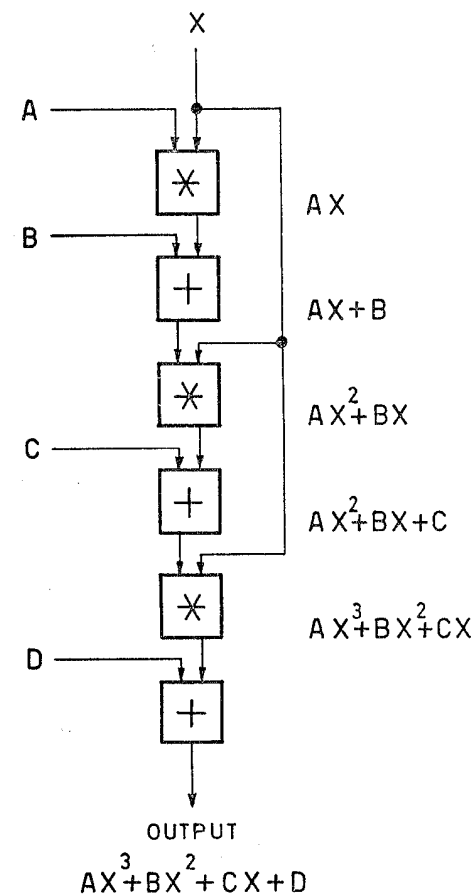 X
A
*
AX
B
+
AX+B
*
AX²+BX
C
+
AX²+BX+C
*
AX³+BX²+CX
D
+
OUTPUT
AX³+BX²+CX+D